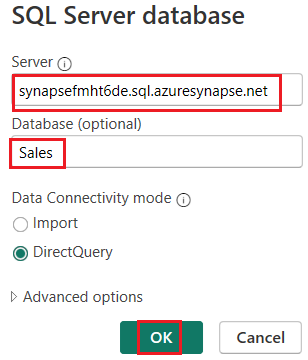 SQL Server database
Server
synapsefmht6de.sql.azuresynapse.net
Database (optional)
Sales
Data Connectivity mode
Import
DirectQuery
Advanced options
OK Cancel